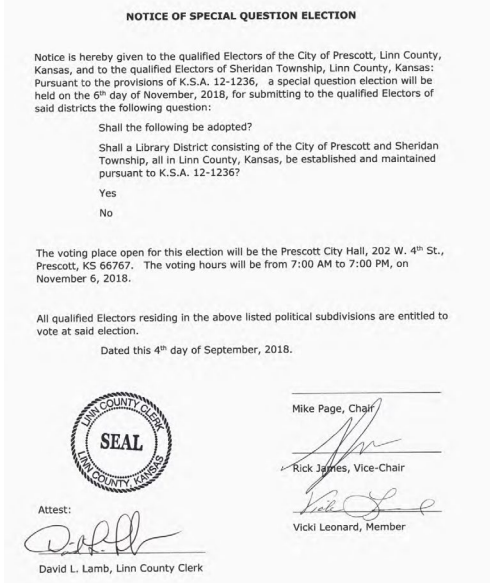 NOTICE OF SPECIAL QUESTION ELECTION
Notice is hereby given to the qualified Electors of the City of Prescott, Linn County,
Kansas, and to the qualified Electors of Sheridan Township, Linn County, Kansas:
Pursuant to the provisions of K.S.A. 12-1236, a special question election will be
held on the 6th day of November, 2018, for submitting to the qualified Electors of
said districts the following question:
Shall the following be adopted?
Shall a Library District consisting of the City of Prescott and Sheridan
Township, all in Linn County, Kansas, be established and maintained
pursuant to K.S.A. 12-1236?
Yes
No
The voting place open for this election will be the Prescott City Hall, 202 W. 4th St.,
Prescott, KS 66767. The voting hours will be from 7:00 AM to 7:00 PM, on
November 6, 2018.
All qualified Electors residing in the above listed political subdivisions are entitled to
vote at said election.
Dated this 4th day of September, 2018.
LINN COUNTY CLERK
SEAL
LINN COUNTY, KANSAS
Mike Page, Chair
Rick James, Vice-Chair
Vicki Leonard, Member
Attest:
David L. Lamb, Linn County Clerk